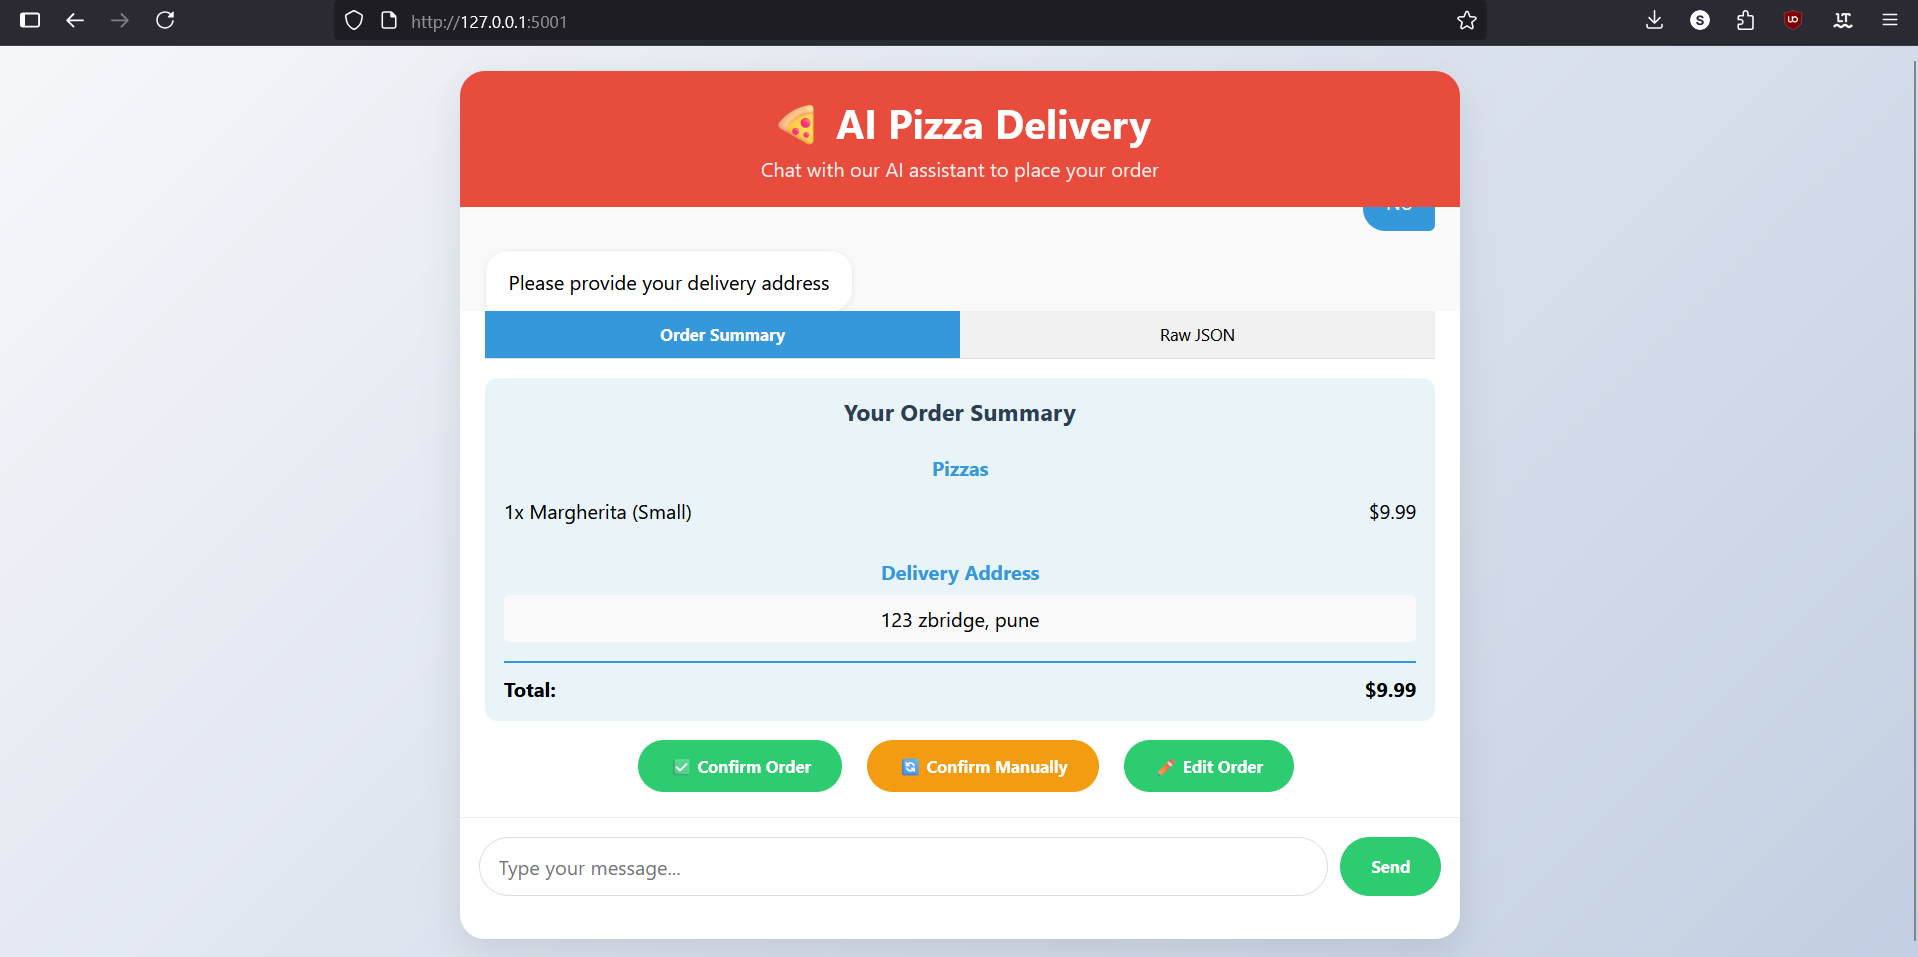 http://127.0.0.1:5001
AI Pizza Delivery
Chat with our AI assistant to place your order
Please provide your delivery address
Order Summary
Raw JSON
Your Order Summary
Pizzas
1x Margherita (Small) $9.99
Delivery Address
123 zbridge, pune
Total: $9.99
Confirm Order
Confirm Manually
Edit Order
Type your message...
Send